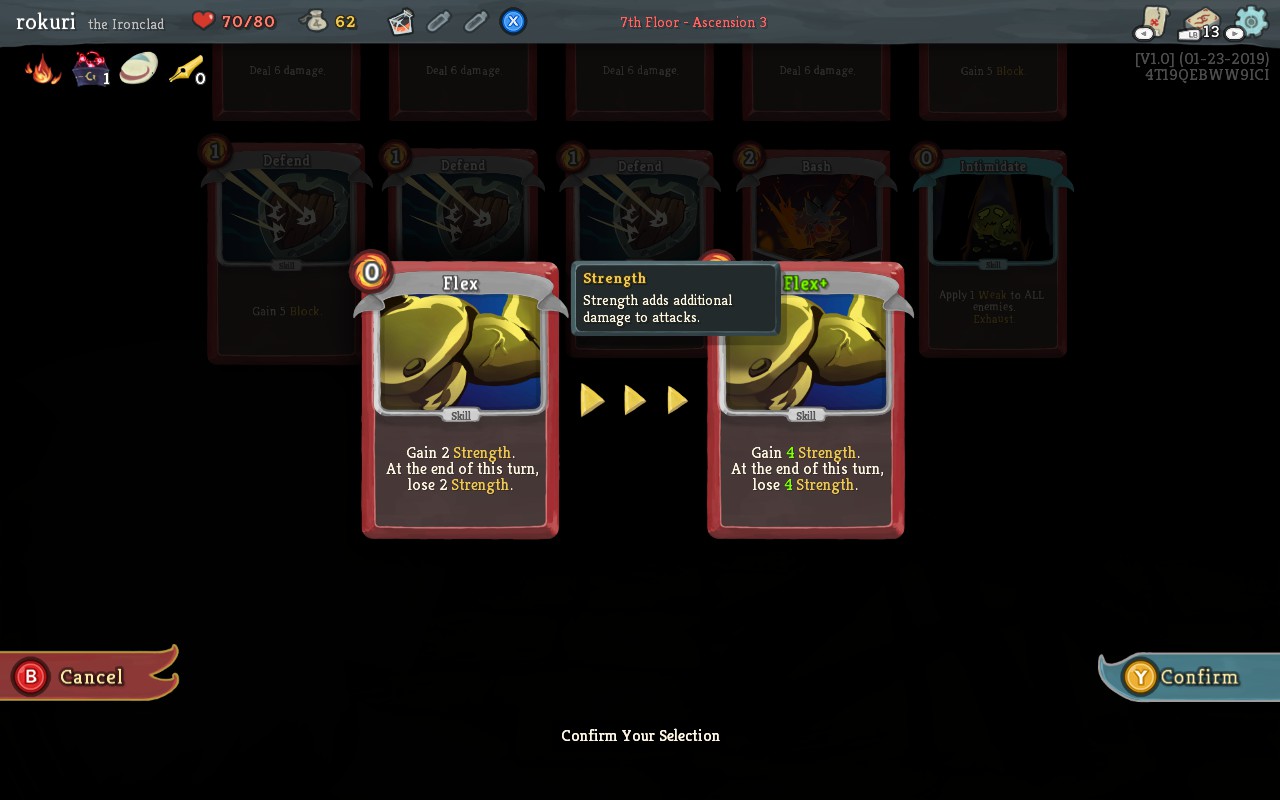 rokuri the Ironclad 70/80 62 X 7th Floor - Ascension 3 13
[V1.0] (01-23-2019)
4T19QEBWW9ICI
1 0
Deal 6 damage. Deal 6 damage. Deal 6 damage. Deal 6 damage. Gain 5 Block.
1 Defend 1 Defend 1 Defend 2 Bash 0 Intimidate
Skill Skill
Gain 5 Block.
Apply 1 Weak to ALL
enemies.
Exhaust.
0 Flex
Skill
Gain 2 Strength.
At the end of this turn,
lose 2 Strength.
Strength
Strength adds additional
damage to attacks.
Flex+
Skill
Gain 4 Strength.
At the end of this turn,
lose 4 Strength.
B Cancel
Y Confirm
Confirm Your Selection